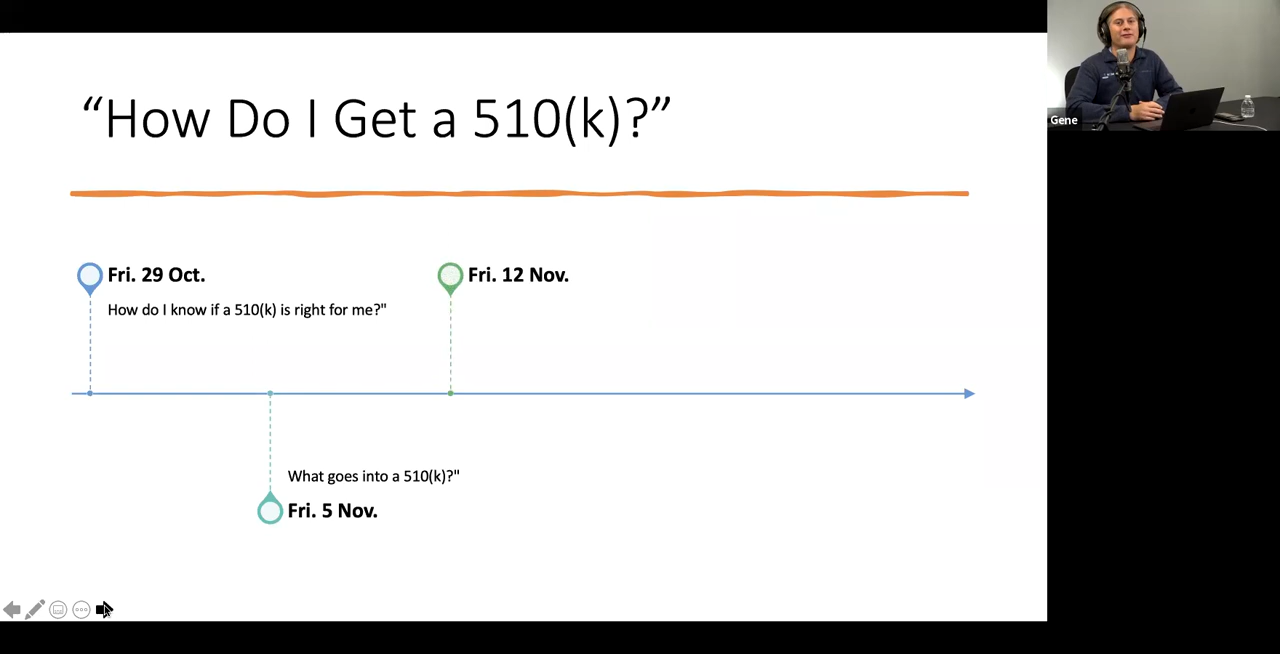 “How Do I Get a 510(k)?”
Fri. 29 Oct.
How do I know if a 510(k) is right for me?"
Fri. 12 Nov.
What goes into a 510(k)?"
Fri. 5 Nov.
Gene